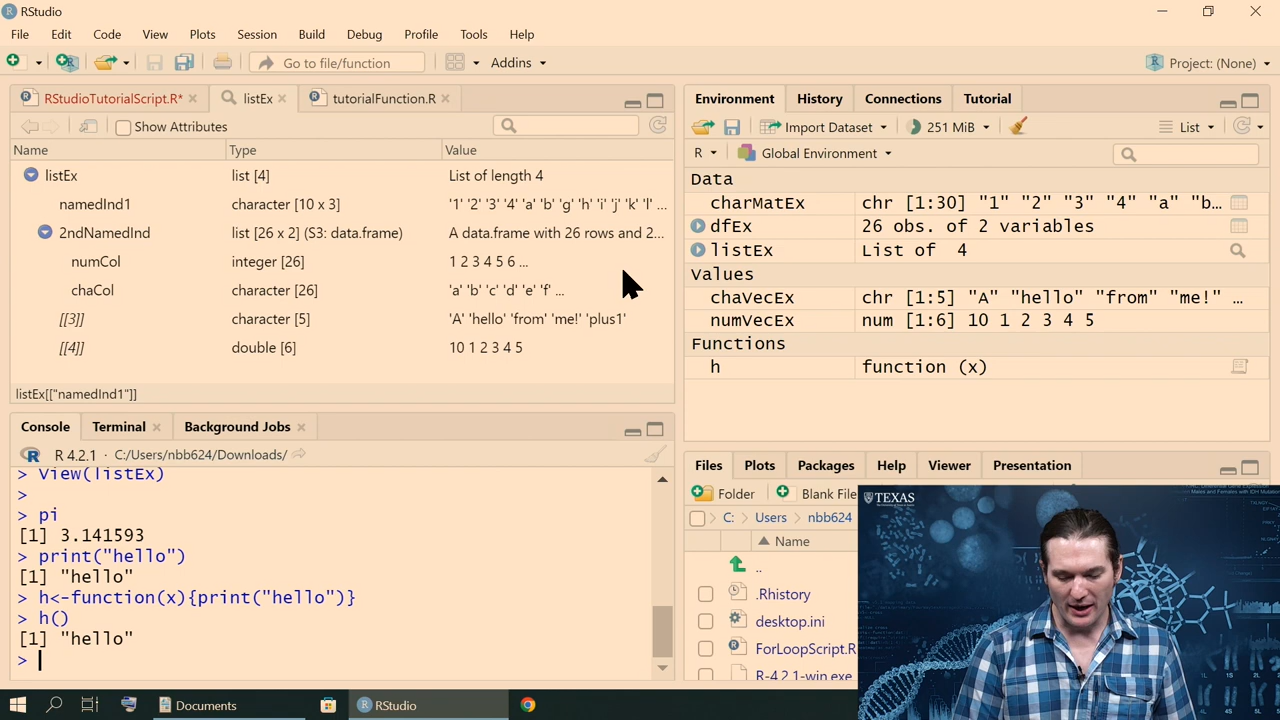 RStudio
File Edit Code View Plots Session Build Debug Profile Tools Help
Go to file/function Addins Project: (None)
RStudioTutorialScript.R* listEx tutorialFunction.R
Show Attributes
Name Type Value
listEx list [4] List of length 4
namedInd1 character [10 x 3] '1' '2' '3' '4' 'a' 'b' 'g' 'h' 'i' 'j' 'k' 'l' ...
2ndNamedInd list [26 x 2] (S3: data.frame) A data.frame with 26 rows and 2...
numCol integer [26] 1 2 3 4 5 6 ...
chaCol character [26] 'a' 'b' 'c' 'd' 'e' 'f' ...
[[3]] character [5] 'A' 'hello' 'from' 'me!' 'plus1'
[[4]] double [6] 10 1 2 3 4 5
listEx[["namedInd1"]]
Console Terminal Background Jobs
R 4.2.1 · C:/Users/nbb624/Downloads/
> View(listEx)
>
> pi
[1] 3.141593
> print("hello")
[1] "hello"
> h<-function(x){print("hello")}
> h()
[1] "hello"
>
Environment History Connections Tutorial
Import Dataset 251 MiB List
R Global Environment
Data
charMatEx chr [1:30] "1" "2" "3" "4" "a" "b...
dfEx 26 obs. of 2 variables
listEx List of 4
Values
chaVecEx chr [1:5] "A" "hello" "from" "me!" ...
numVecEx num [1:6] 10 1 2 3 4 5
Functions
h function (x)
Files Plots Packages Help Viewer Presentation
Folder Blank File
C: Users nbb624
Name
..
.Rhistory
desktop.ini
ForLoopScript.R
R-4.2.1-win.exe
TEXAS
Documents RStudio